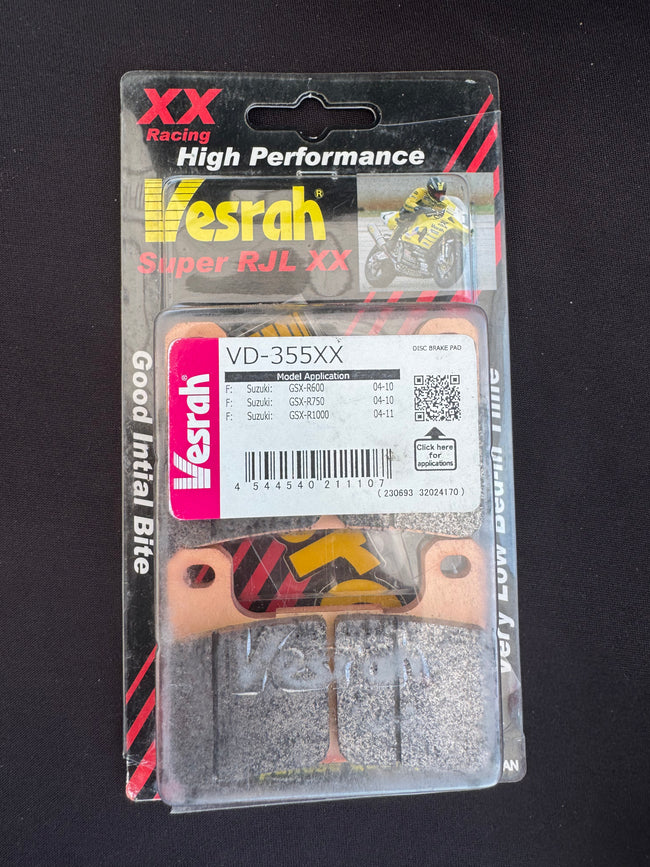 XX
Racing
High Performance
Vesrah®
Super RJL XX
VD-355XX
DISC BRAKE PAD
Model Application
F: Suzuki: GSX-R600 04-10
F: Suzuki: GSX-R750 04-10
F: Suzuki: GSX-R1000 04-11
Vesrah®
Click here
for
applications
4 544540 211107
(230693 32024170)
Good Intial Bite
Very Low Bed-in Time
Vesrah
AN